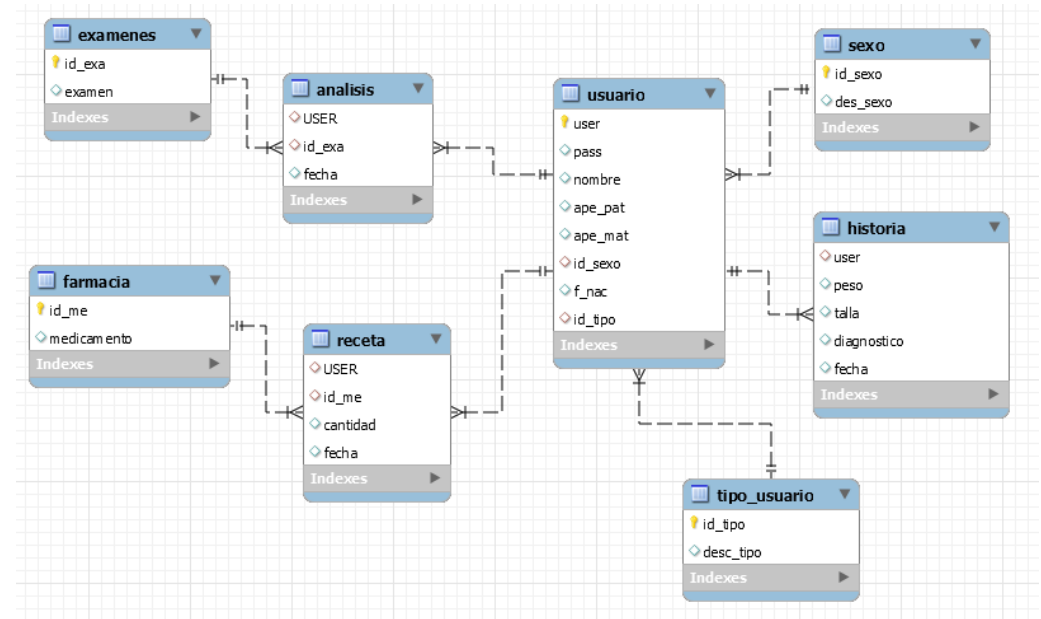 examenes
id_exa
examen
Indexes
analisis
USER
id_exa
fecha
Indexes
usuario
user
pass
nombre
ape_pat
ape_mat
id_sexo
f_nac
id_tipo
Indexes
sexo
id_sexo
des_sexo
Indexes
historia
user
peso
talla
diagnostico
fecha
Indexes
farmacia
id_me
medicamento
Indexes
receta
USER
id_me
cantidad
fecha
Indexes
tipo_usuario
id_tipo
desc_tipo
Indexes